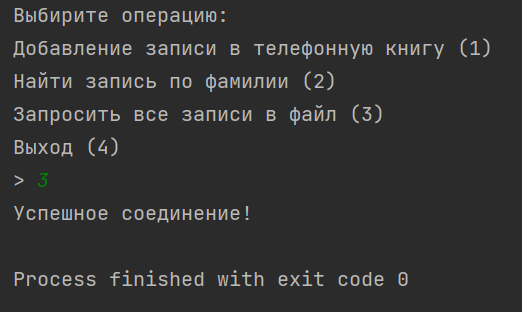 Выбирите операцию:
Добавление записи в телефонную книгу (1)
Найти запись по фамилии (2)
Запросить все записи в файл (3)
Выход (4)
> 3
Успешное соединение!
Process finished with exit code 0